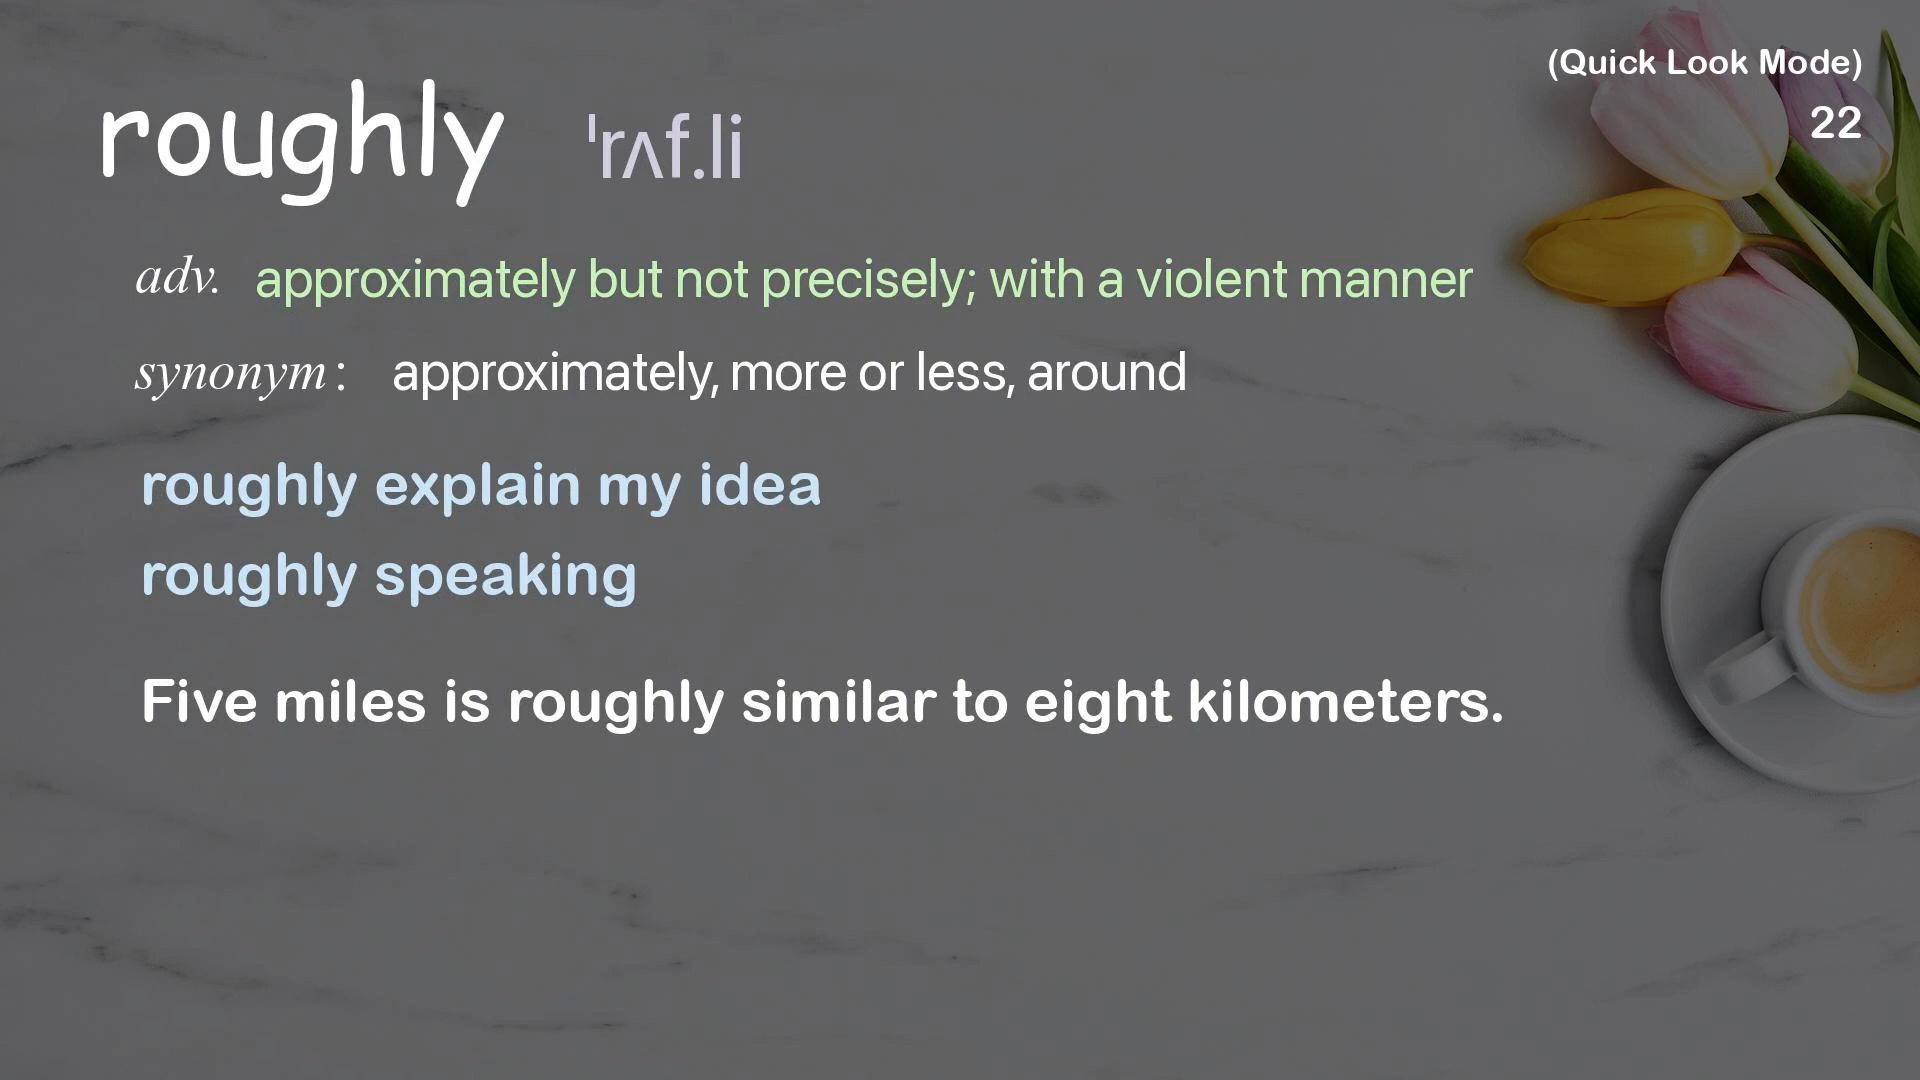 (Quick Look Mode)
22
roughly ˈrʌf.li
adv. approximately but not precisely; with a violent manner
synonym : approximately, more or less, around
roughly explain my idea
roughly speaking
Five miles is roughly similar to eight kilometers.